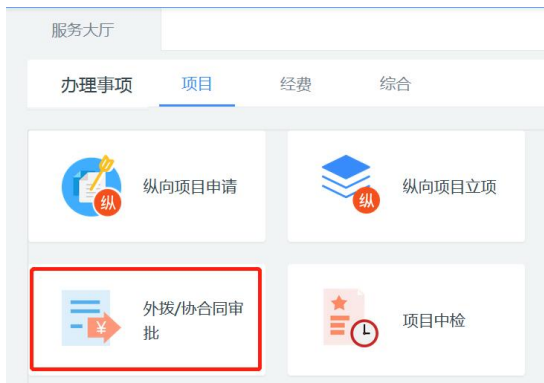 服务大厅
办理事项 项目 经费 综合
纵 纵向项目申请
纵 纵向项目立项
¥ 外拨/协合同审
批
项目中检